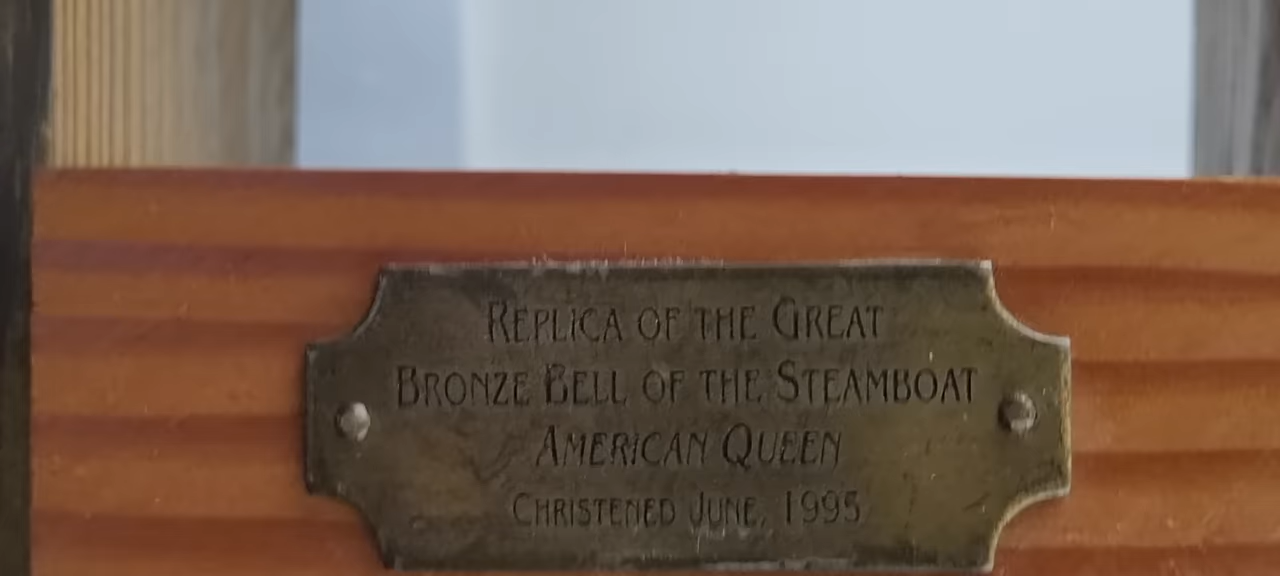 Replica of the Great
Bronze Bell of the Steamboat
American Queen
Christened June, 1995